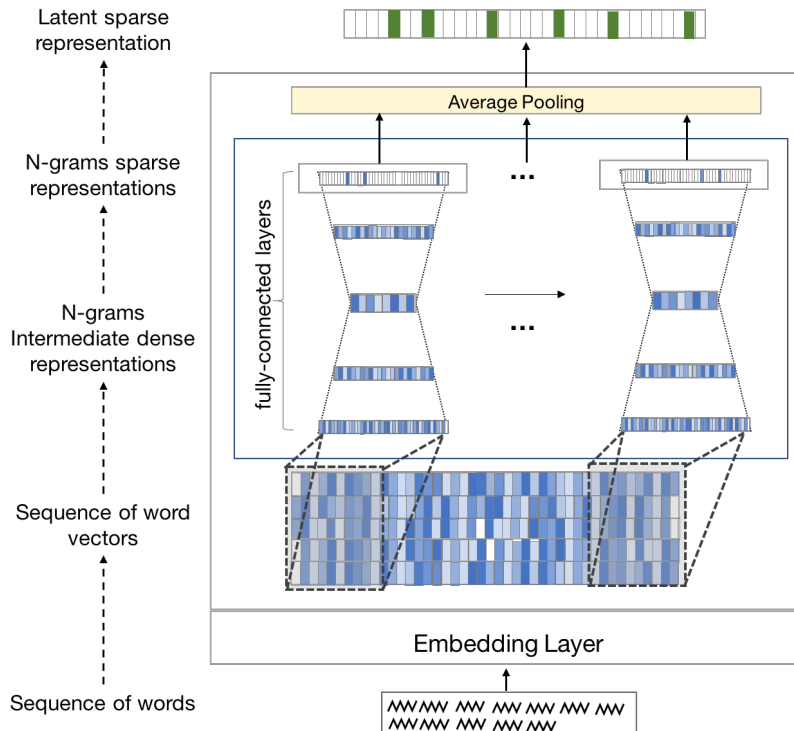 Latent sparse
representation
Average Pooling
N-grams sparse
representations
...
fully-connected layers
N-grams
Intermediate dense
representations
...
Sequence of word
vectors
Embedding Layer
Sequence of words